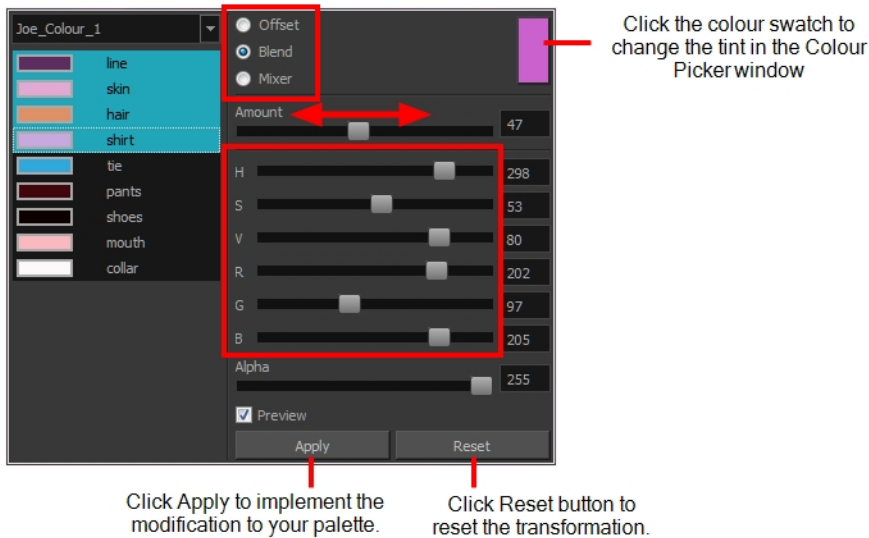 Joe_Colour_1
line
skin
hair
shirt
tie
pants
shoes
mouth
collar
Offset
Blend
Mixer
Amount
47
H
298
S
53
V
80
R
202
G
97
B
205
Alpha
255
Preview
Apply
Reset
Click the colour swatch to
change the tint in the Colour
Picker window
Click Apply to implement the
modification to your palette.
Click Reset button to
reset the transformation.